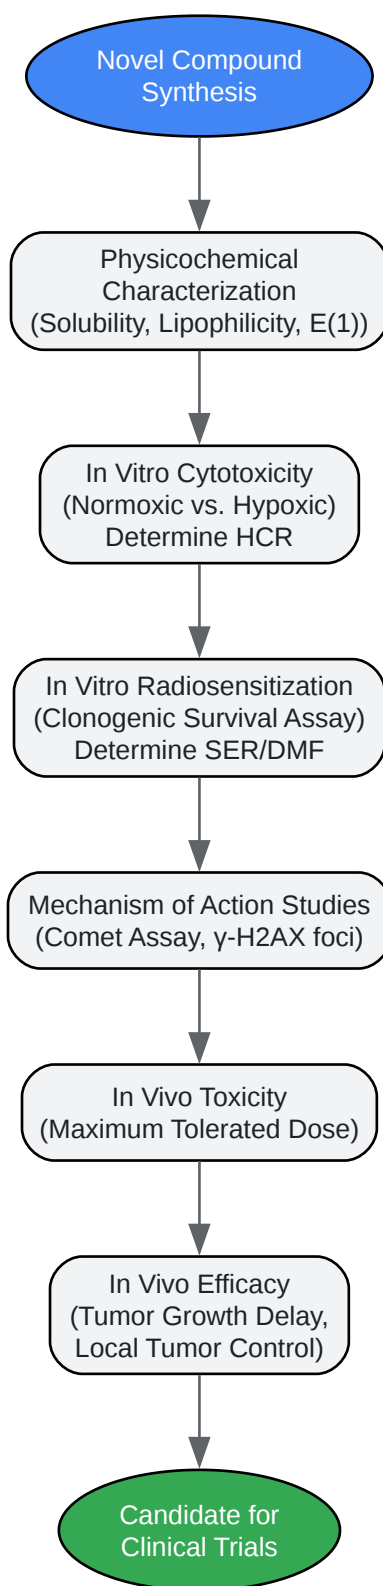 Novel Compound
Synthesis
Physicochemical
Characterization
(Solubility, Lipophilicity, E(1))
In Vitro Cytotoxicity
(Normoxic vs. Hypoxic)
Determine HCR
In Vitro Radiosensitization
(Clonogenic Survival Assay)
Determine SER/DMF
Mechanism of Action Studies
(Comet Assay, γ-H2AX foci)
In Vivo Toxicity
(Maximum Tolerated Dose)
In Vivo Efficacy
(Tumor Growth Delay,
Local Tumor Control)
Candidate for
Clinical Trials